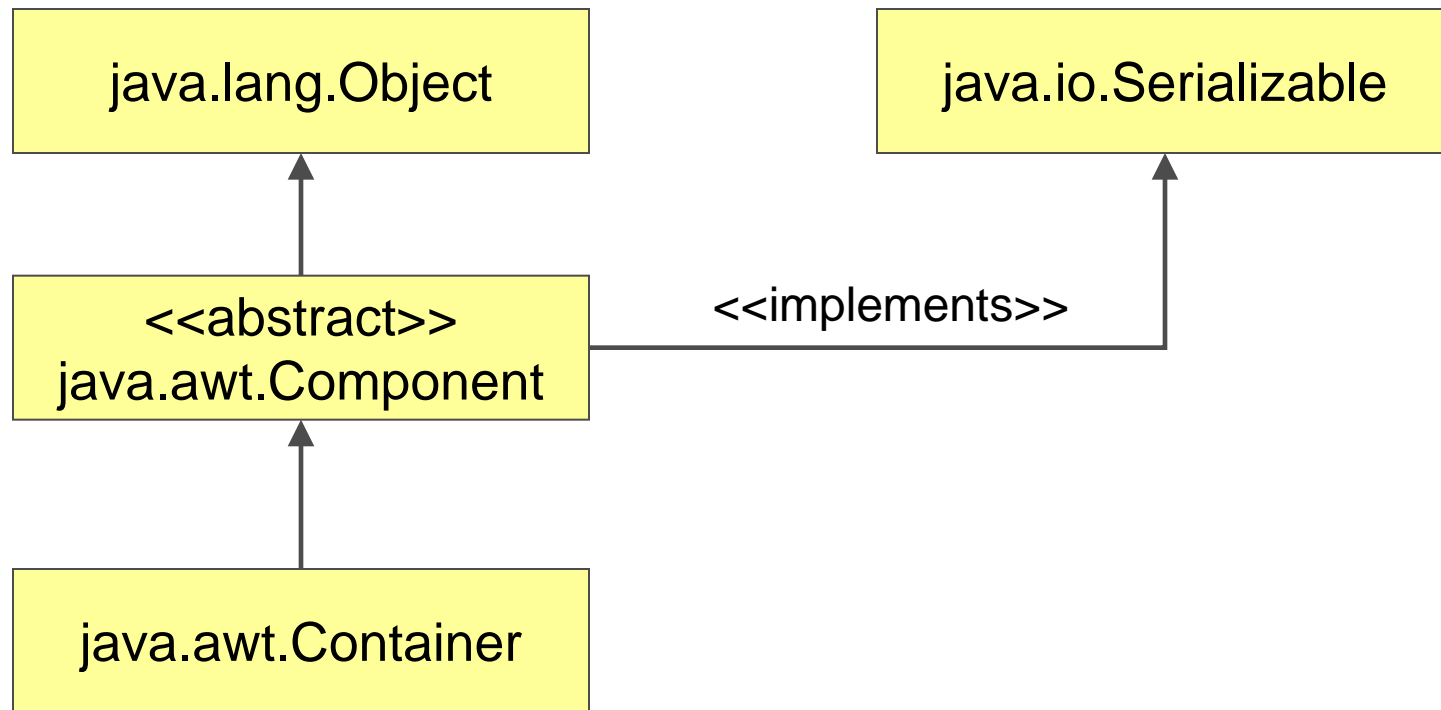 java.lang.Object
java.io.Serializable
<<abstract>>
java.awt.Component
<<implements>>
java.awt.Container